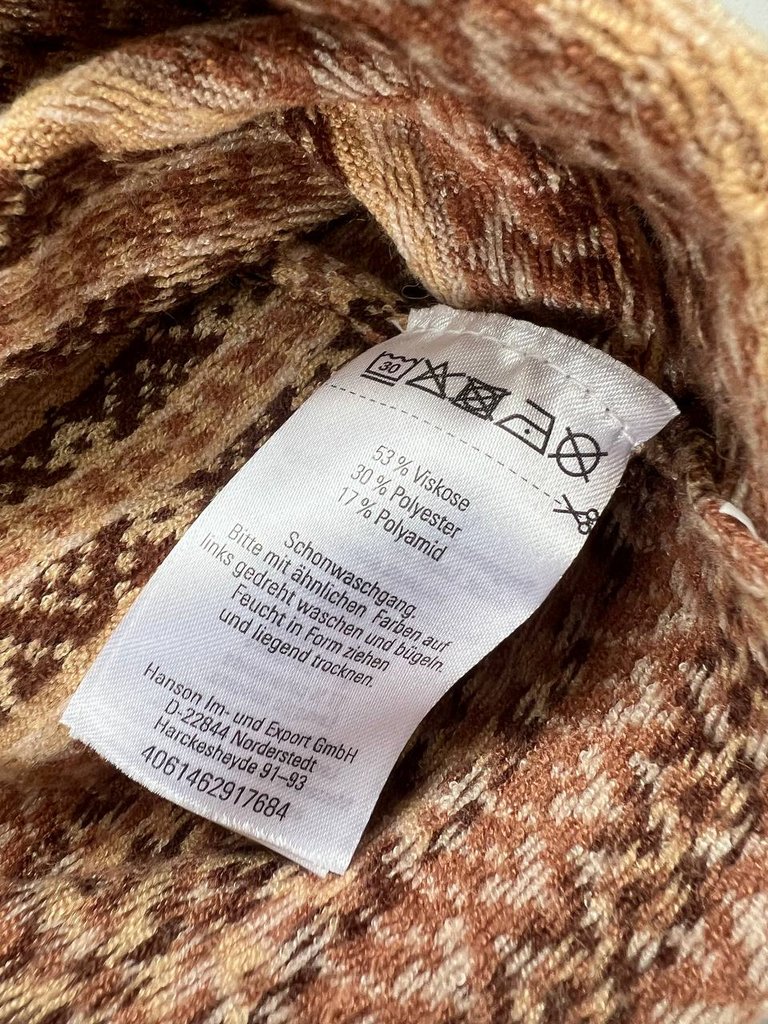 30
53 % Viskose
30 % Polyester
17 % Polyamid
Schonwaschgang.
Bitte mit ähnlichen Farben auf
links gedreht waschen und bügeln.
Feucht in Form ziehen
und liegend trocknen.
Hanson Im- und Export GmbH
D-22844 Norderstedt
Harckesheyde 91–93
4061462917684